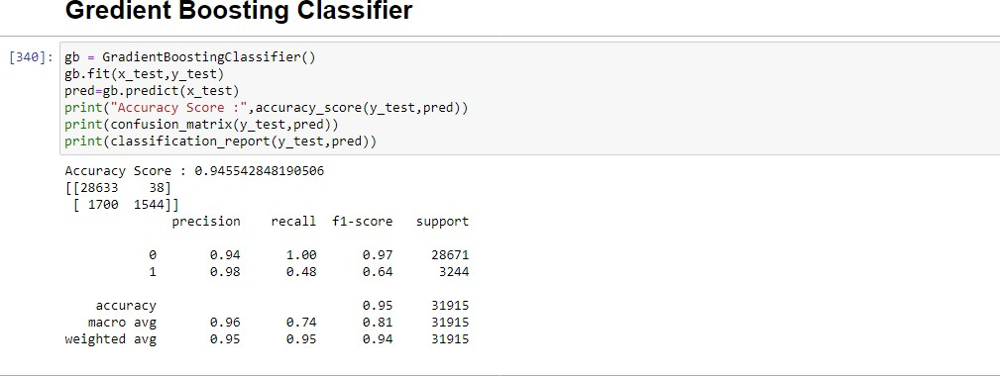 Gredient Boosting Classifier
[340]: gb = GradientBoostingClassifier()
gb.fit(x_test,y_test)
pred=gb.predict(x_test)
print("Accuracy Score :",accuracy_score(y_test,pred))
print(confusion_matrix(y_test,pred))
print(classification_report(y_test,pred))
Accuracy Score : 0.945542848190506
[[28633    38]
 [ 1700  1544]]
              precision    recall  f1-score   support
           0       0.94      1.00      0.97     28671
           1       0.98      0.48      0.64      3244
    accuracy                           0.95     31915
   macro avg       0.96      0.74      0.81     31915
weighted avg       0.95      0.95      0.94     31915